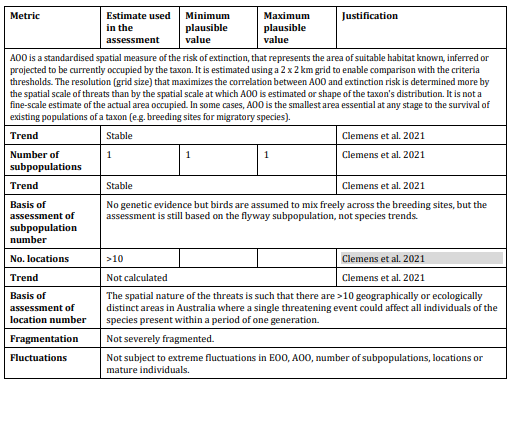 Metric
Estimate used
in the
assessment
Minimum
plausible
value
Maximum
plausible
value
Justification
AOO is a standardised spatial measure of the risk of extinction, that represents the area of suitable habitat known, inferred or
projected to be currently occupied by the taxon. It is estimated using a 2 x 2 km grid to enable comparison with the criteria
thresholds. The resolution (grid size) that maximizes the correlation between AOO and extinction risk is determined more by
the spatial scale of threats than by the spatial scale at which AOO is estimated or shape of the taxon's distribution. It is not a
fine-scale estimate of the actual area occupied. In some cases, AOO is the smallest area essential at any stage to the survival of
existing populations of a taxon (e.g. breeding sites for migratory species).
Trend
Stable
Clemens et al. 2021
Number of
subpopulations
1
1
1
Clemens et al. 2021
Trend
Stable
Clemens et al. 2021
Basis of
assessment of
subpopulation
number
No genetic evidence but birds are assumed to mix freely across the breeding sites, but the
assessment is still based on the flyway subpopulation, not species trends.
No. locations
>10
Clemens et al. 2021
Trend
Not calculated
Clemens et al. 2021
Basis of
assessment of
location number
The spatial nature of the threats is such that there are >10 geographically or ecologically
distinct areas in Australia where a single threatening event could affect all individuals of the
species present within a period of one generation.
Fragmentation
Not severely fragmented.
Fluctuations
Not subject to extreme fluctuations in EOO, AOO, number of subpopulations, locations or
mature individuals.